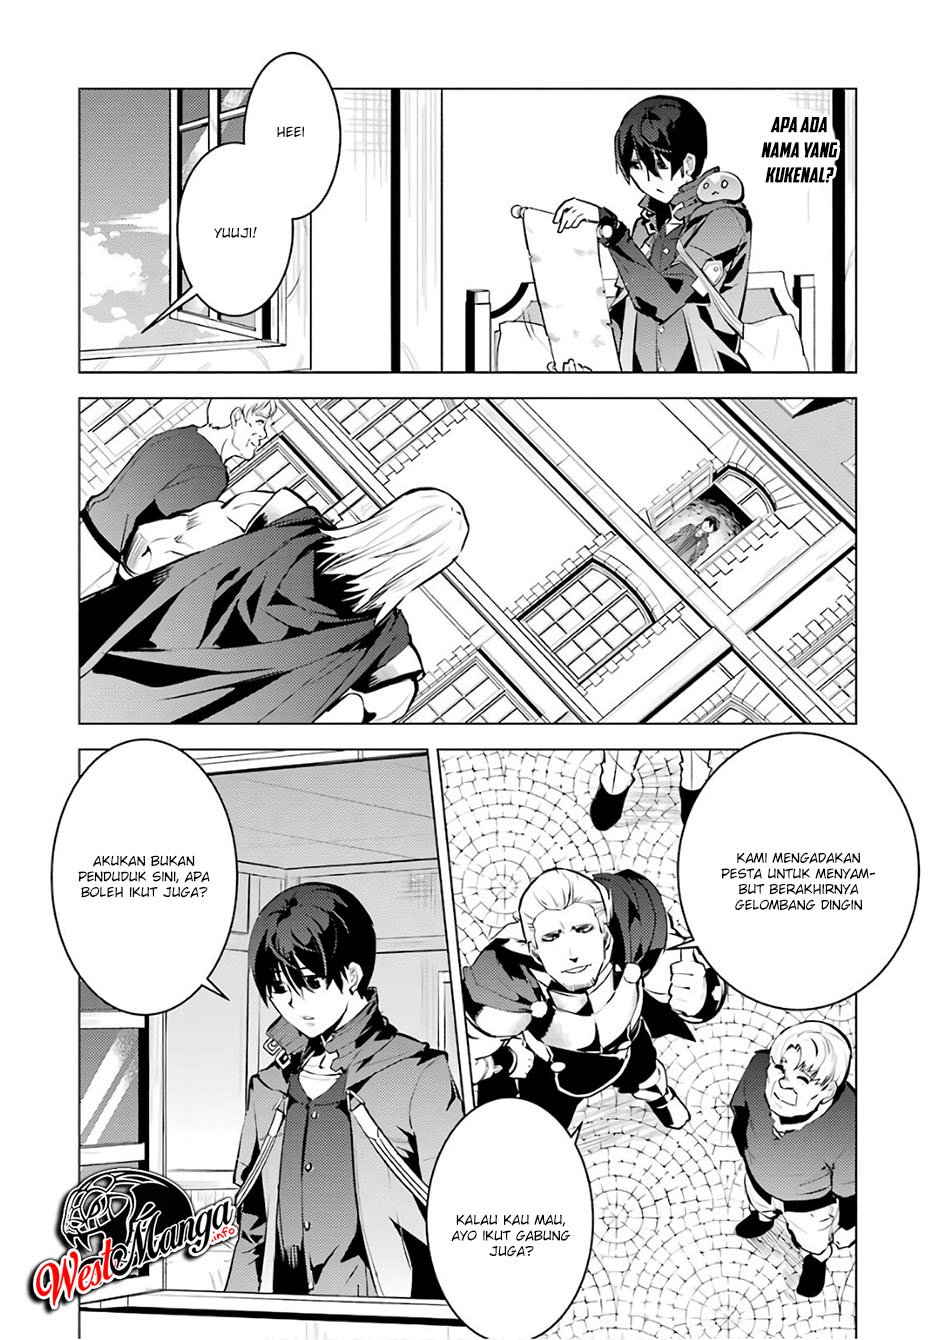 APA ADA
NAMA YANG
KUKENAL?
HEEI
YUUJI!
KAMI MENGADAKAN
PESTA UNTUK MENYAM-
BUT BERAKHIRNYA
GELOMBANG DINGIN
KALAU KAU MAU,
AYO IKUT GABUNG
JUGA?
AKUKAN BUKAN
PENDUDUK SINI, APA
BOLEH IKUT JUGA?
WestManga.info